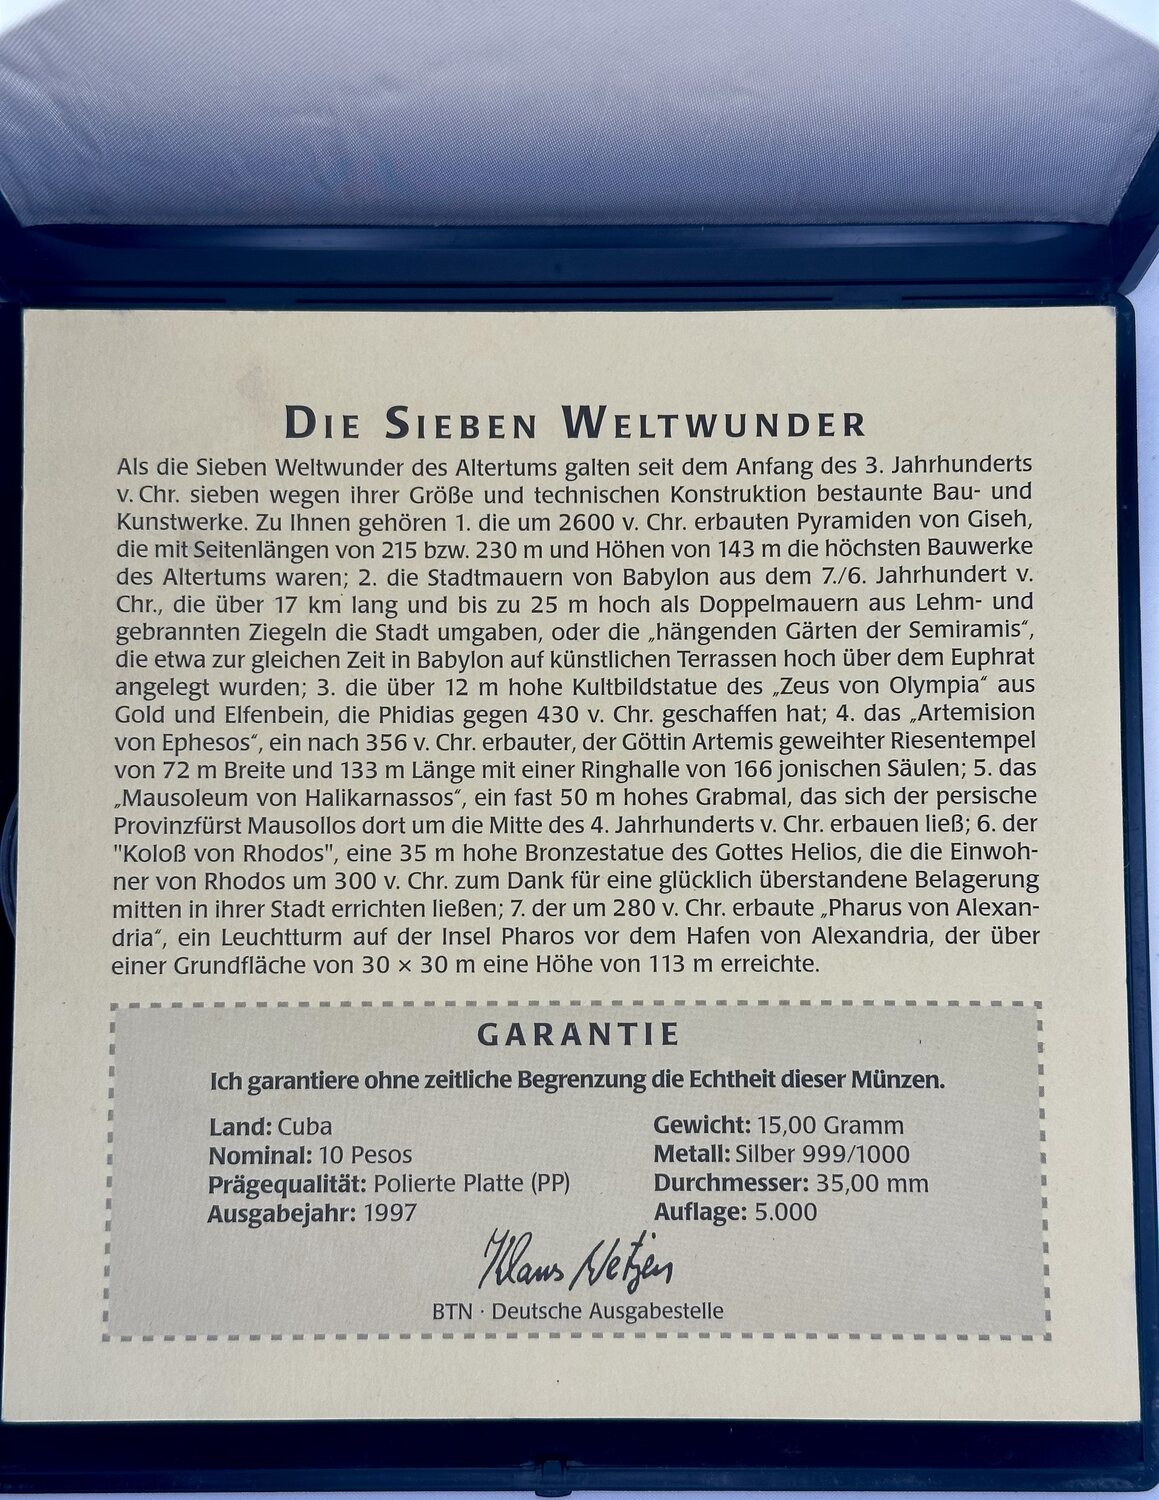 Die Sieben Weltwunder
Als die Sieben Weltwunder des Altertums galten seit dem Anfang des 3. Jahrhunderts
v. Chr. sieben wegen ihrer Größe und technischen Konstruktion bestaunte Bau- und
Kunstwerke. Zu Ihnen gehören 1. die um 2600 v. Chr. erbauten Pyramiden von Giseh,
die mit Seitenlängen von 215 bzw. 230 m und Höhen von 143 m die höchsten Bauwerke
des Altertums waren; 2. die Stadtmauern von Babylon aus dem 7./6. Jahrhundert v.
Chr., die über 17 km lang und bis zu 25 m hoch als Doppelmauern aus Lehm- und
gebrannten Ziegeln die Stadt umgaben, oder die „hängenden Gärten der Semiramis“,
die etwa zur gleichen Zeit in Babylon auf künstlichen Terrassen hoch über dem Euphrat
angelegt wurden; 3. die über 12 m hohe Kultbildstatue des „Zeus von Olympia“ aus
Gold und Elfenbein, die Phidias gegen 430 v. Chr. geschaffen hat; 4. das „Artemision
von Ephesos“, ein nach 356 v. Chr. erbauter, der Göttin Artemis geweihter Riesentempel
von 72 m Breite und 133 m Länge mit einer Ringhalle von 166 jonischen Säulen; 5. das
„Mausoleum von Halikarnassos“, ein fast 50 m hohes Grabmal, das sich der persische
Provinzfürst Mausollos dort um die Mitte des 4. Jahrhunderts v. Chr. erbauen ließ; 6. der
"Koloß von Rhodos", eine 35 m hohe Bronzestatue des Gottes Helios, die die Einwoh-
ner von Rhodos um 300 v. Chr. zum Dank für eine glücklich überstandene Belagerung
mitten in ihrer Stadt errichten ließen; 7. der um 280 v. Chr. erbaute „Pharus von Alexan-
dria“, ein Leuchtturm auf der Insel Pharos vor dem Hafen von Alexandria, der über
einer Grundfläche von 30 × 30 m eine Höhe von 113 m erreichte.
GARANTIE
Ich garantiere ohne zeitliche Begrenzung die Echtheit dieser Münzen.
Land: Cuba
Nominal: 10 Pesos
Prägequalität: Polierte Platte (PP)
Ausgabejahr: 1997
Gewicht: 15,00 Gramm
Metall: Silber 999/1000
Durchmesser: 35,00 mm
Auflage: 5.000
Klaus Netzen
BTN · Deutsche Ausgabestelle